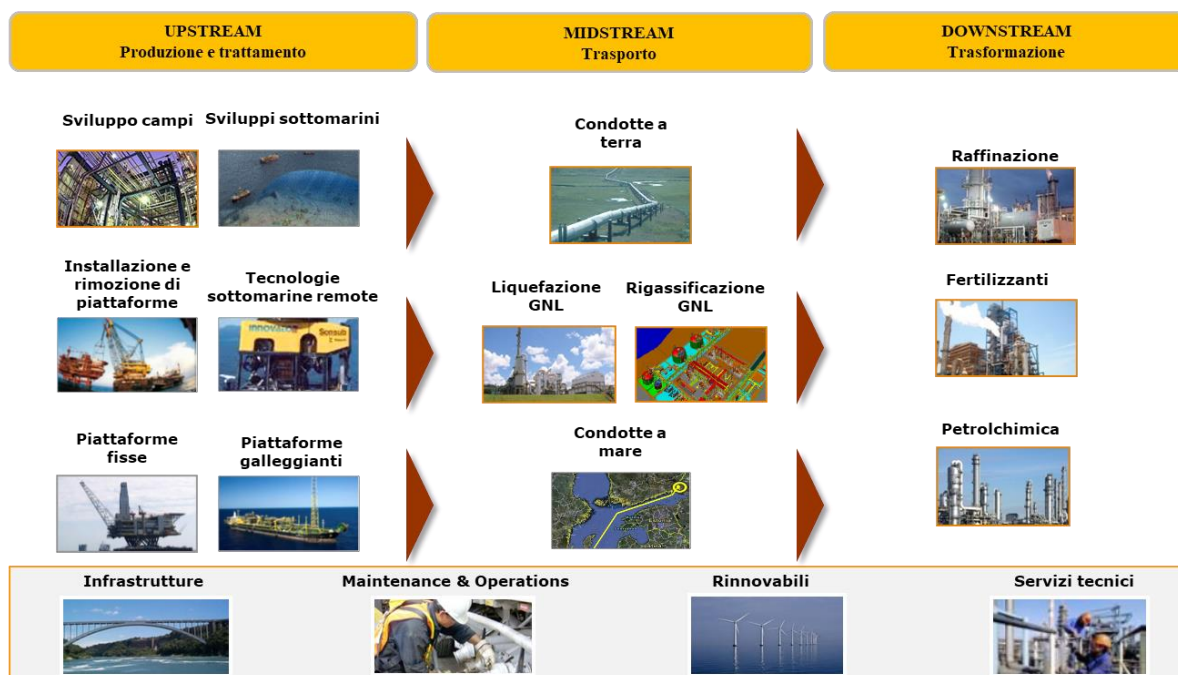 UPSTREAM
Produzione e trattamento
MIDSTREAM
Trasporto
DOWNSTREAM
Trasformazione
Sviluppo campi
Sviluppi sottomarini
Condotte a
terra
Raffinazione
Installazione e
rimozione di
piattaforme
Tecnologie
sottomarine remote
Liquefazione
GNL
Rigassificazione
GNL
Fertilizzanti
INNOVATOR
Sonsub
Piattaforme
fisse
Piattaforme
galleggianti
Condotte a
mare
Petrolchimica
Infrastrutture
Maintenance & Operations
Rinnovabili
Servizi tecnici